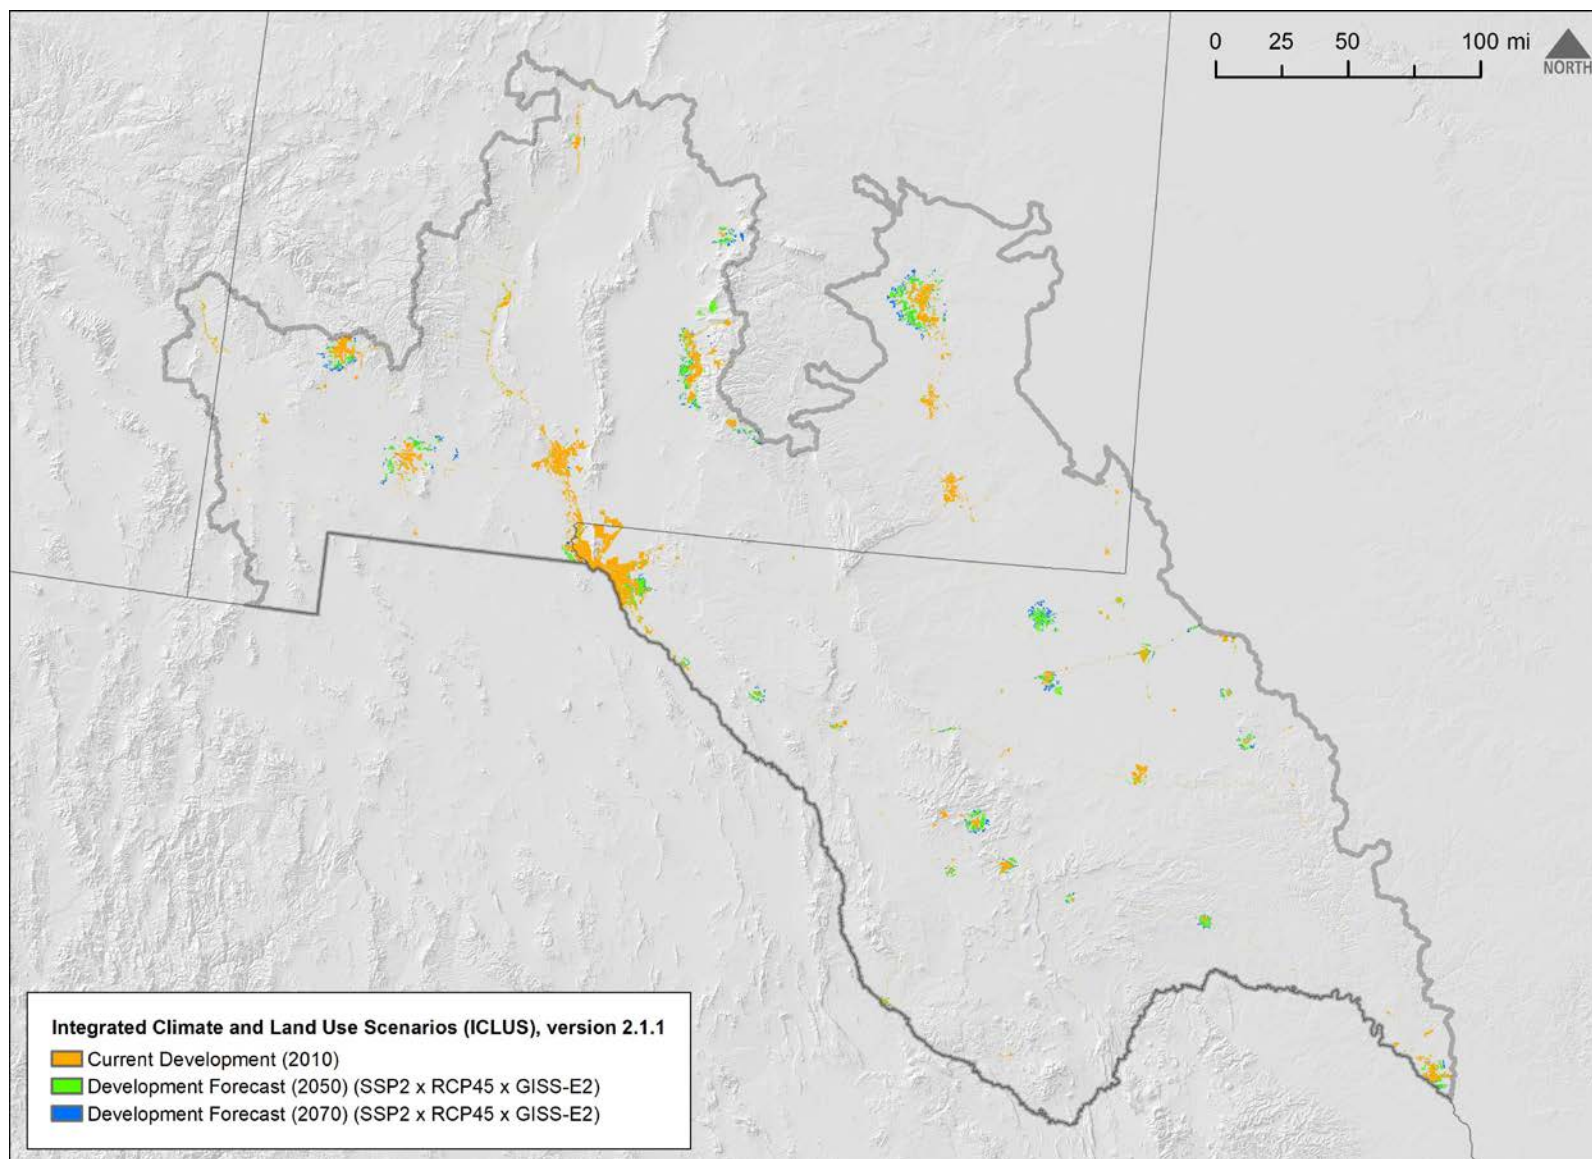 0 25 50 100 mi
NORTH
Integrated Climate and Land Use Scenarios (ICLUS), version 2.1.1
Current Development (2010)
Development Forecast (2050) (SSP2 x RCP45 x GISS-E2)
Development Forecast (2070) (SSP2 x RCP45 x GISS-E2)